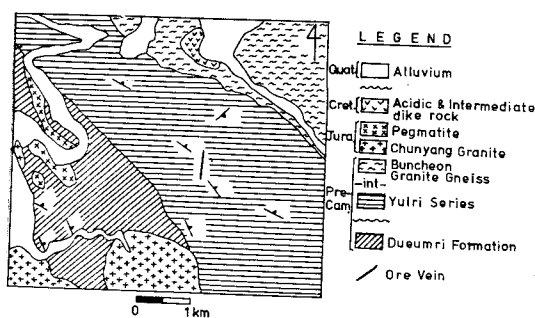 LEGEND
Quat.
Alluvium
Cret.
Acidic & Intermediate
dike rock
Jura.
Pegmatite
Chunyang Granite
Buncheon
Granite Gneiss
-int-
Pre-
Cam.
Yulri Series
Dueumri Formation
Ore Vein
0 1km